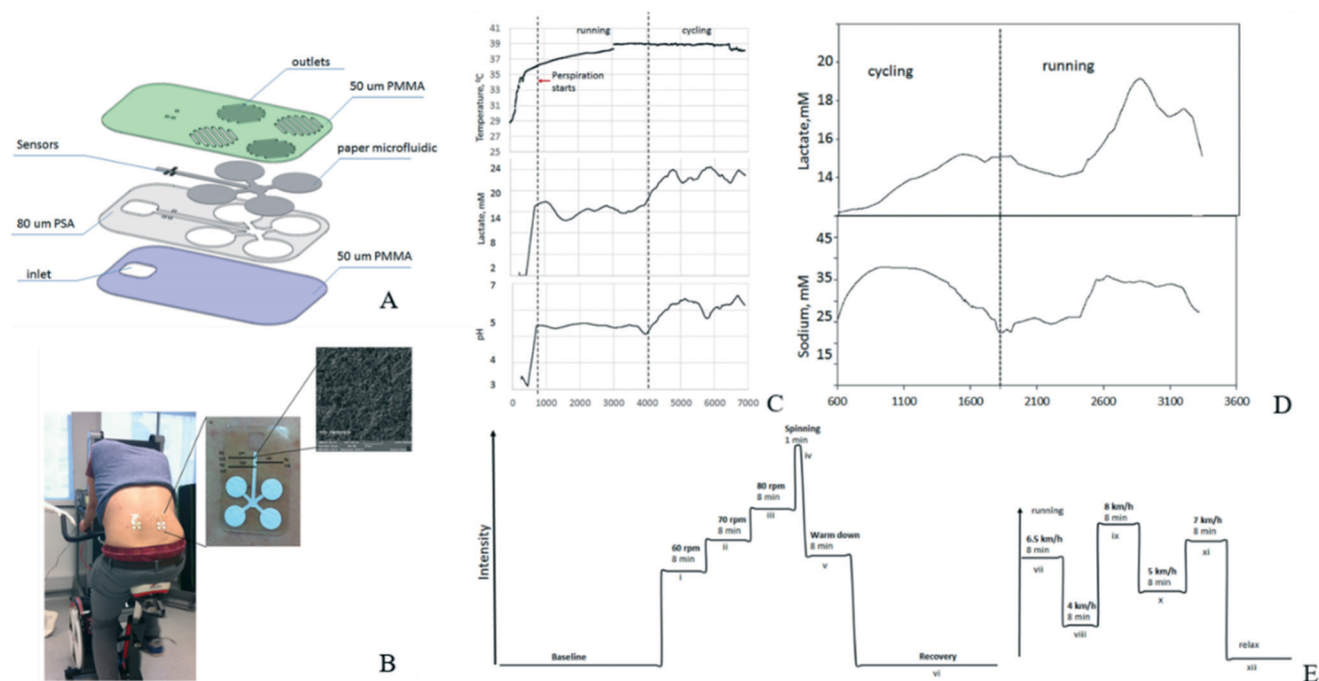 outlets
50 um PMMA
Sensors
paper microfluidic
80 um PSA
50 um PMMA
inlet
A
B
41
39
37
35
33
31
29
27
25
Temperature, ⁰C
running
cycling
Perspiration
starts
24
20
14
8
2
Lactate, mM
7
5
4
3
pH
0
1000
2000
3000
4000
5000
6000
7000
C
20
18
16
14
Lactate,mM
cycling
running
45
35
25
15
Sodium, mM
600
1100
1600
2100
2600
3100
3600
D
Intensity
Baseline
60 rpm
8 min
i
70 rpm
8 min
ii
80 rpm
8 min
iii
Spinning
1 min
iv
Warm down
8 min
v
Recovery
vi
running
6.5 km/h
8 min
vii
4 km/h
8 min
viii
8 km/h
8 min
ix
5 km/h
8 min
x
7 km/h
8 min
xi
relax
xii
E